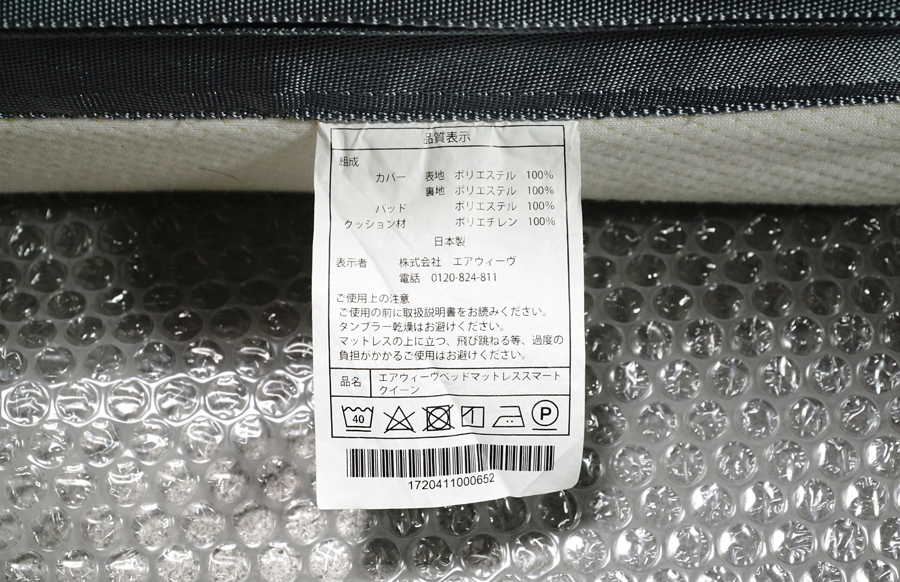 品質表示
組成
カバー 表地 ポリエステル 100%
裏地 ポリエステル 100%
パッド ポリエステル 100%
クッション材 ポリエチレン 100%
日本製
表示者 株式会社 エアウィーヴ
電話 0120-824-811
ご使用上の注意
ご使用の前に取扱説明書をお読みください。
タンブラー乾燥はお避けください。
マットレスの上に立つ、飛び跳ねる等、過度の
負担がかかるご使用はお避けください。
品名 エアウィーヴベッドマットレススマート
クイーン
40 P
1720411000652